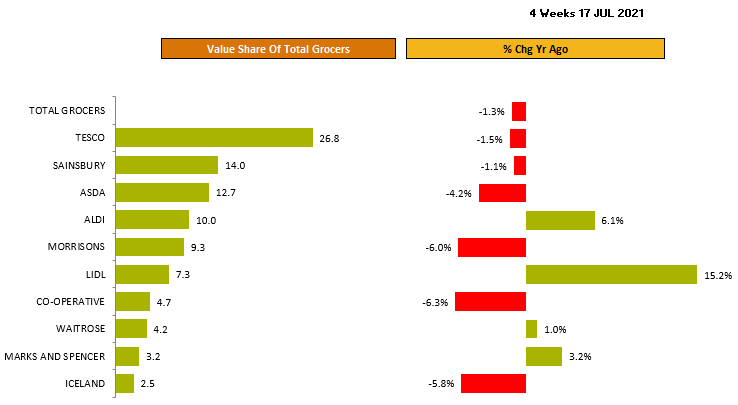 4 Weeks 17 JUL 2021
Value Share Of Total Grocers % Chg Yr Ago
TOTAL GROCERS -1.3%
TESCO 26.8 -1.5%
SAINSBURY 14.0 -1.1%
ASDA 12.7 -4.2%
ALDI 10.0 6.1%
MORRISONS 9.3 -6.0%
LIDL 7.3 15.2%
CO-OPERATIVE 4.7 -6.3%
WAITROSE 4.2 1.0%
MARKS AND SPENCER 3.2 3.2%
ICELAND 2.5 -5.8%